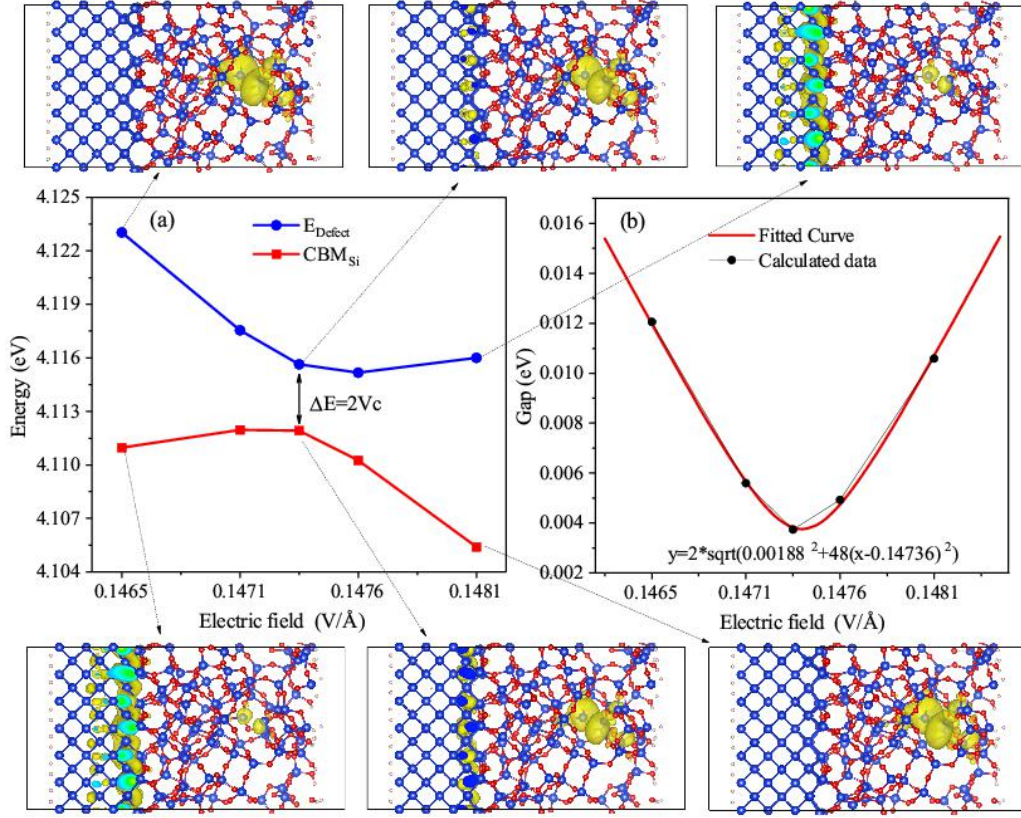 (a)
E_Defect
CBM_Si
ΔE=2Vc
4.125
4.122
4.119
4.116
4.113
4.110
4.107
4.104
Energy (eV)
0.1465
0.1471
0.1476
0.1481
Electric field (V/Å)
(b)
Fitted Curve
Calculated data
y=2*sqrt(0.00188 ²+48(x-0.14736) ²)
0.016
0.014
0.012
0.010
0.008
0.006
0.004
0.002
Gap (eV)
0.1465
0.1471
0.1476
0.1481
Electric field (V/Å)